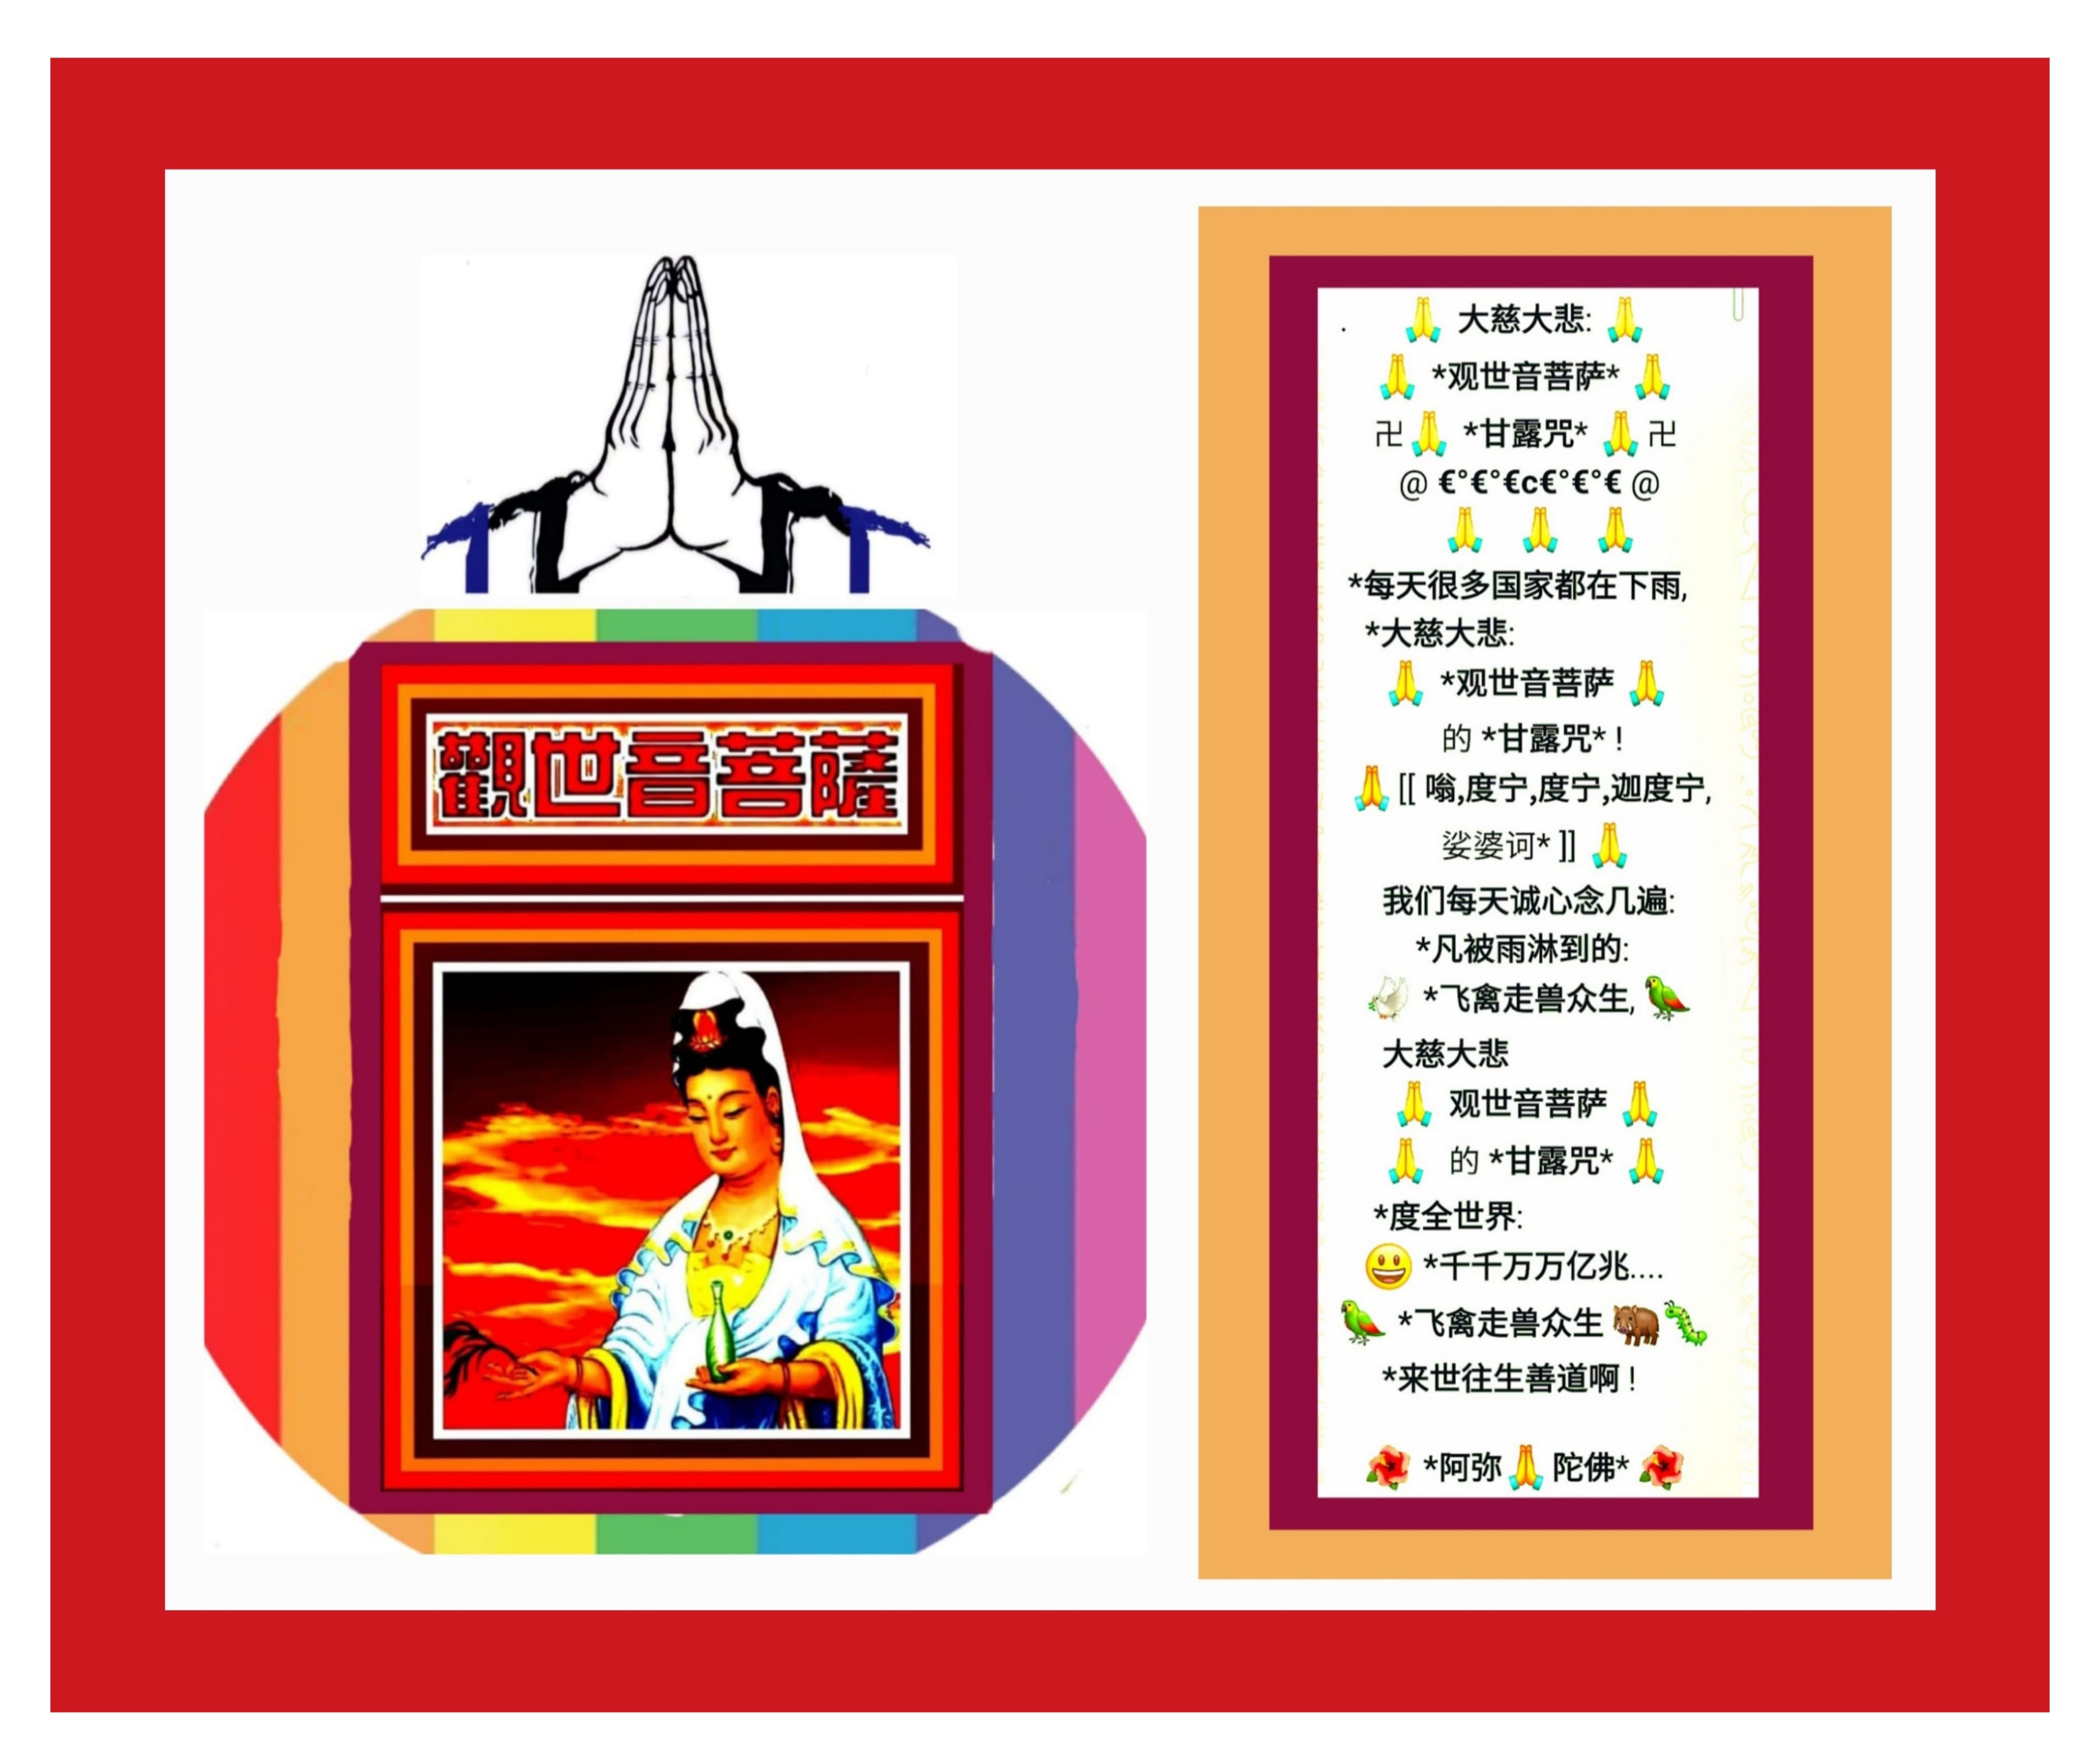 觀世音菩薩
. 🙏 大慈大悲: 🙏
🙏 *观世音菩萨* 🙏
卍🙏 *甘露咒* 🙏卍
@ €°€°€c€°€°€ @
🙏 🙏 🙏
*每天很多国家都在下雨,
*大慈大悲:
🙏 *观世音菩萨 🙏
的 *甘露咒* !
🙏[[ 嗡,度宁,度宁,迦度宁,
娑婆诃* ]] 🙏
我们每天诚心念几遍:
*凡被雨淋到的:
🕊 *飞禽走兽众生, 🦜
大慈大悲
🙏 观世音菩萨 🙏
🙏 的 *甘露咒* 🙏
*度全世界:
😃 *千千万万亿兆....
🦜 *飞禽走兽众生 🐗🐛
*来世往生善道啊 !
🌺 *阿弥🙏陀佛* 🌺